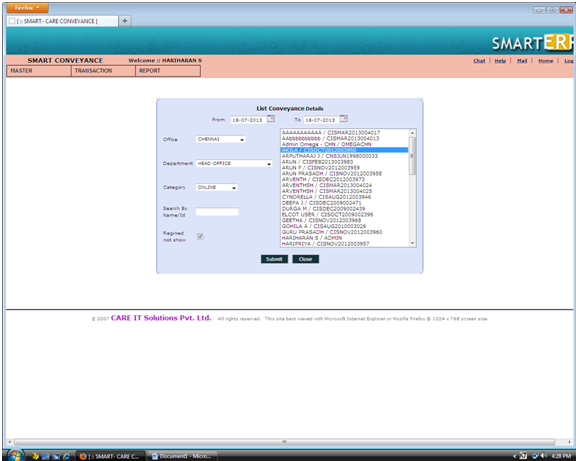 Firefox
[ :: SMART- CARE CONVEYANCE ]
SMARTERP
SMART CONVEYANCE Welcome :: HARIHARAN S
Chat | Help | Mail | Home | Log
MASTER TRANSACTION REPORT
List Conveyance Details
From 18-07-2013 To 18-07-2013
Office CHENNAI
Department HEAD OFFICE
Category ONLINE
Search By
Name/Id
Regined
not show
AAAAAAAAAAA / CISMAR2013004017
AAbbbbbbbbbb / CISMAR2013004013
Admin Omega - CHN / OMEGACHN
AKILA / CISOCT2012003950
ARPUTHARAJ J / CNSJUN1998000033
ARUN / CISFEB2013003983
ARUN P / CISNOV2012003959
ARUN PRASADH / CISNOV2012003958
ARVENTH / CISDEC2012003973
ARVENTHSH / CISMAR2013004024
ARVENTHSH / CISMAR2013004025
CYNDRELLA / CISAUG2012003946
DEEPA J / CISDEC2009002471
DURGA M / CISDEC2009002439
ELCOT USER / CISOCT2009002396
GEETHA / CISNOV2012003968
GOHILA A / CISAUG2010003026
GURU PRASADH / CISNOV2012003960
HARIHARAN S / ADMIN
HARIPRIYA / CISNOV2012003957
Submit Close
© 2007 CARE IT Solutions Pvt. Ltd. All rights reserved. This site best viewed with Microsoft Internet Explorer or Mozilla Firefox @ 1024 x 768 screen size.
[ :: SMART- CARE C... Document1 - Micro...
4:28 PM